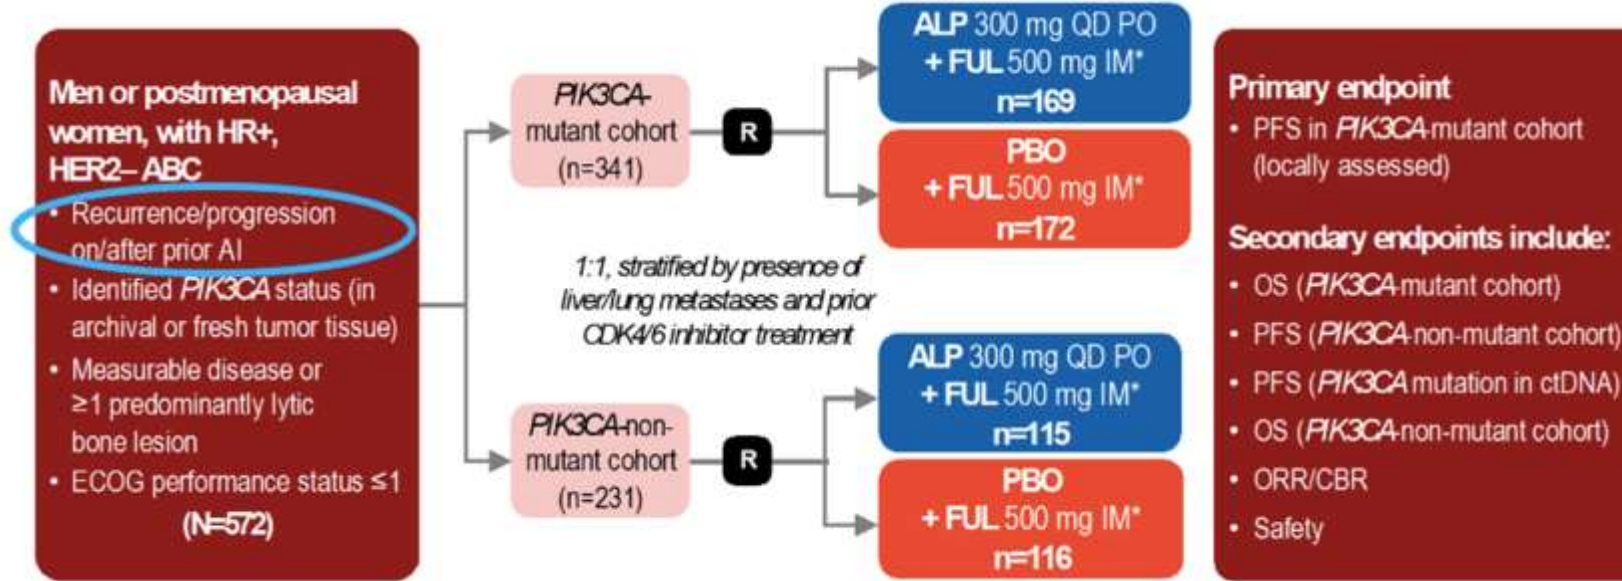 Men or postmenopausal
women, with HR+,
HER2– ABC
• Recurrence/progression
on/after prior AI
• Identified PIK3CA status (in
archival or fresh tumor tissue)
• Measurable disease or
≥1 predominantly lytic
bone lesion
• ECOG performance status ≤1
(N=572)
PIK3CA-
mutant cohort
(n=341)
R
ALP 300 mg QD PO
+ FUL 500 mg IM*
n=169
PBO
+ FUL 500 mg IM*
n=172
1:1, stratified by presence of
liver/lung metastases and prior
CDK4/6 inhibitor treatment
PIK3CA-non-
mutant cohort
(n=231)
R
ALP 300 mg QD PO
+ FUL 500 mg IM*
n=115
PBO
+ FUL 500 mg IM*
n=116
Primary endpoint
• PFS in PIK3CA-mutant cohort
(locally assessed)
Secondary endpoints include:
• OS (PIK3CA-mutant cohort)
• PFS (PIK3CA-non-mutant cohort)
• PFS (PIK3CA mutation in ctDNA)
• OS (PIK3CA-non-mutant cohort)
• ORR/CBR
• Safety